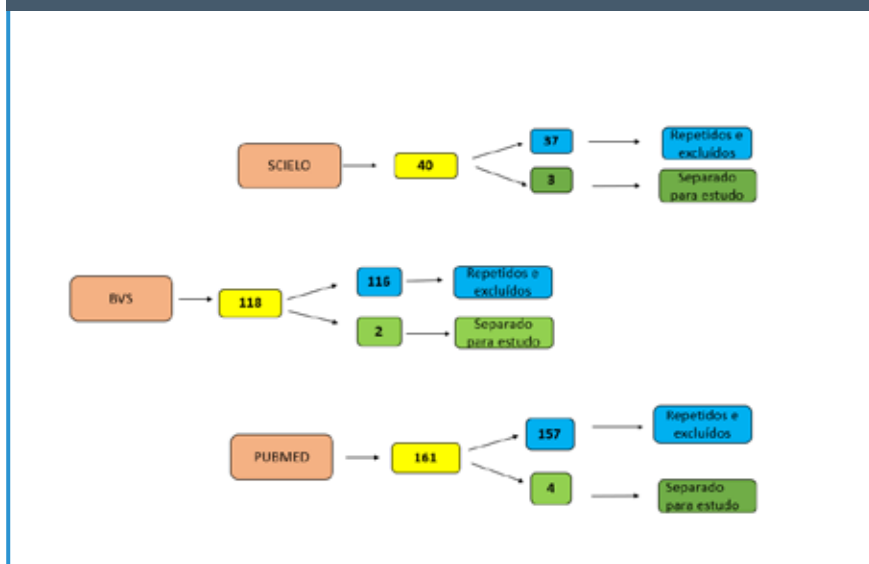 SCIELO
40
37
Repetidos e
excluídos
3
Separado
para estudo
BVS
118
116
Repetidos e
excluídos
2
Separado
para estudo
PUBMED
161
157
Repetidos e
excluídos
4
Separado
para estudo